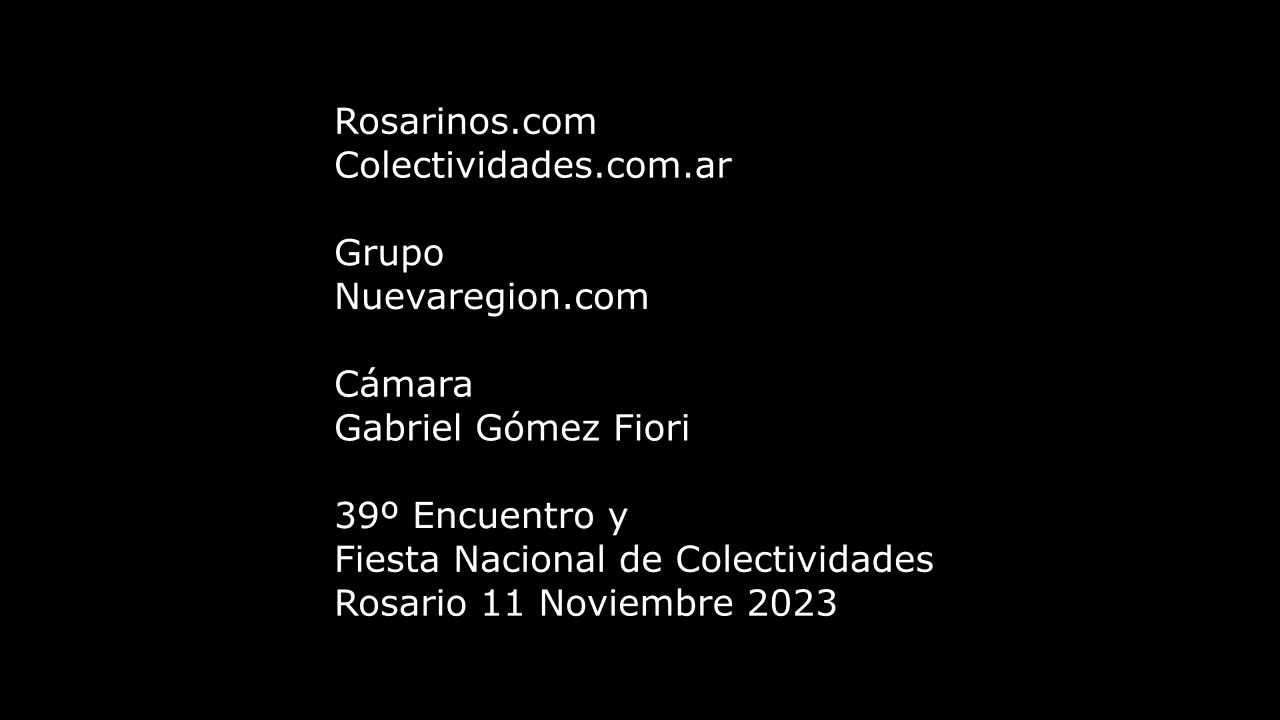 Rosarinos.com
Colectividades.com.ar
Grupo
Nuevaregion.com
Cámara
Gabriel Gómez Fiori
39º Encuentro y
Fiesta Nacional de Colectividades
Rosario 11 Noviembre 2023